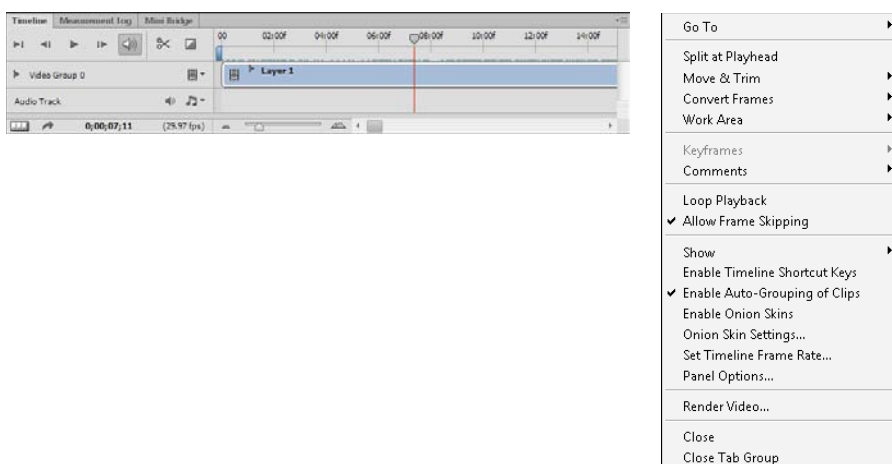 Timeline Measurement Log Mini Bridge
00 02:00f 04:00f 06:00f 08:00f 10:00f 12:00f 14:00f
Video Group 0
Layer 1
Audio Track
0;00;07;11 (29.97 fps)
Go To
Split at Playhead
Move & Trim
Convert Frames
Work Area
Keyframes
Comments
Loop Playback
Allow Frame Skipping
Show
Enable Timeline Shortcut Keys
Enable Auto-Grouping of Clips
Enable Onion Skins
Onion Skin Settings...
Set Timeline Frame Rate...
Panel Options...
Render Video...
Close
Close Tab Group